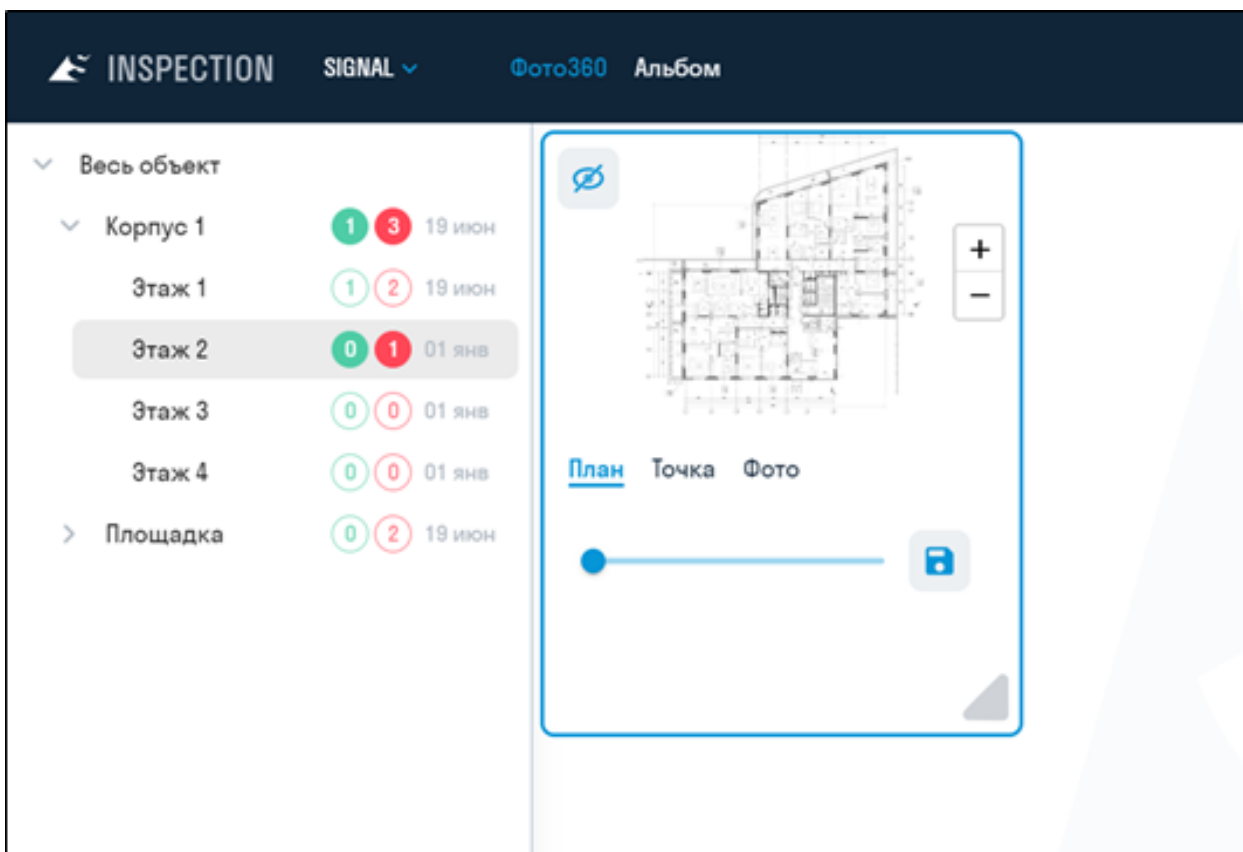 INSPECTION SIGNAL Фото360 Альбом
Весь объект
Корпус 1 1 3 19 июн
Этаж 1 1 2 19 июн
Этаж 2 0 1 01 янв
Этаж 3 0 0 01 янв
Этаж 4 0 0 01 янв
Площадка 0 2 19 июн
+
−
План Точка Фото